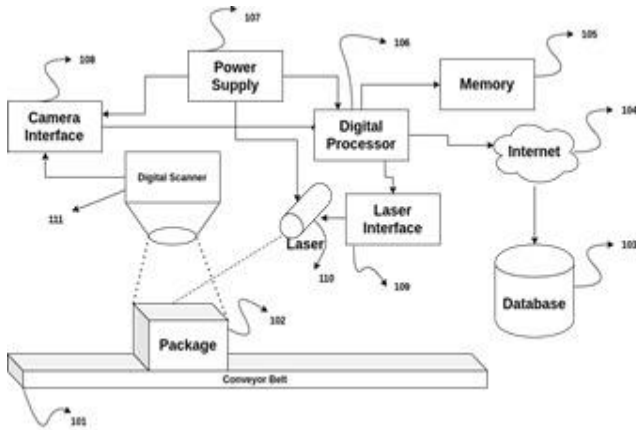 107
106
105
108
Power
Supply
Memory
Camera
Interface
Digital
Processor
104
Internet
Digital Scanner
111
Laser
Interface
Laser
110
109
103
Database
102
Package
Conveyor Belt
101